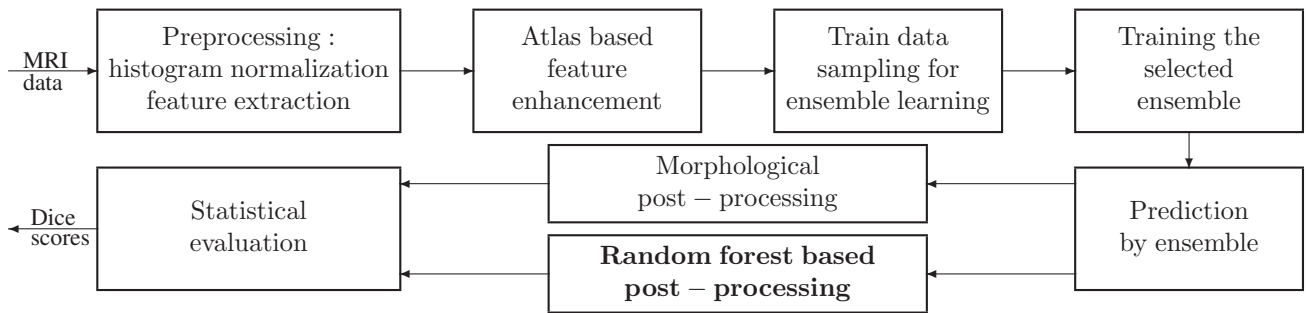 MRI
data
Preprocessing :
histogram normalization
feature extraction
Atlas based
feature
enhancement
Train data
sampling for
ensemble learning
Training the
selected
ensemble
Dice
scores
Statistical
evaluation
Morphological
post – processing
Random forest based
post – processing
Prediction
by ensemble